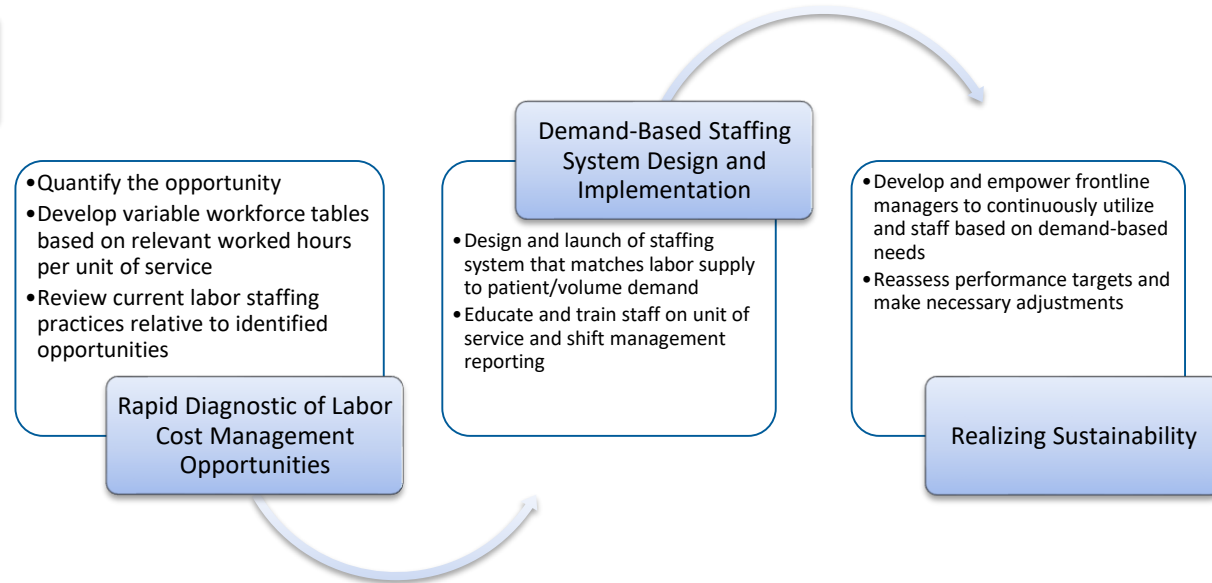 •Quantify the opportunity
•Develop variable workforce tables
based on relevant worked hours
per unit of service
•Review current labor staffing
practices relative to identified
opportunities
Rapid Diagnostic of Labor
Cost Management
Opportunities
Demand-Based Staffing
System Design and
Implementation
•Design and launch of staffing
system that matches labor supply
to patient/volume demand
•Educate and train staff on unit of
service and shift management
reporting
•Develop and empower frontline
managers to continuously utilize
and staff based on demand-based
needs
•Reassess performance targets and
make necessary adjustments
Realizing Sustainability